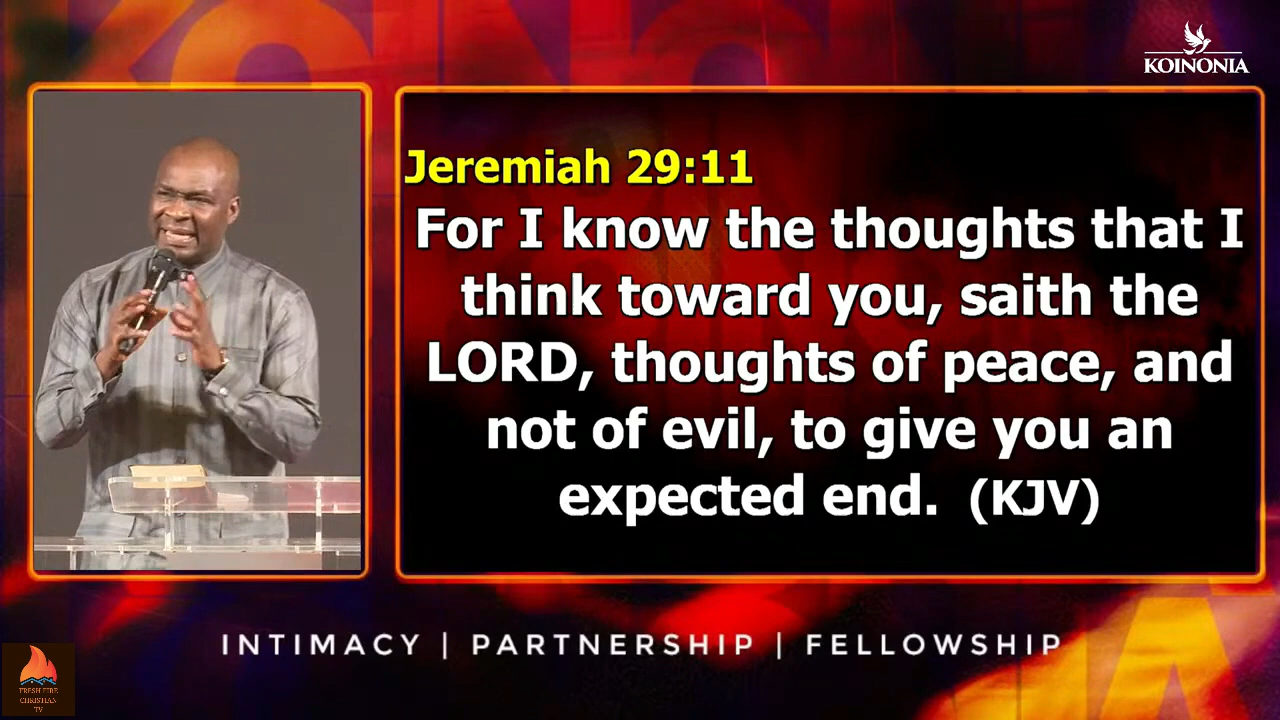 KOINONIA
Jeremiah 29:11
For I know the thoughts that I
think toward you, saith the
LORD, thoughts of peace, and
not of evil, to give you an
expected end. (KJV)
INTIMACY | PARTNERSHIP | FELLOWSHIP
FRESH FIRE
CHRISTIAN
TV